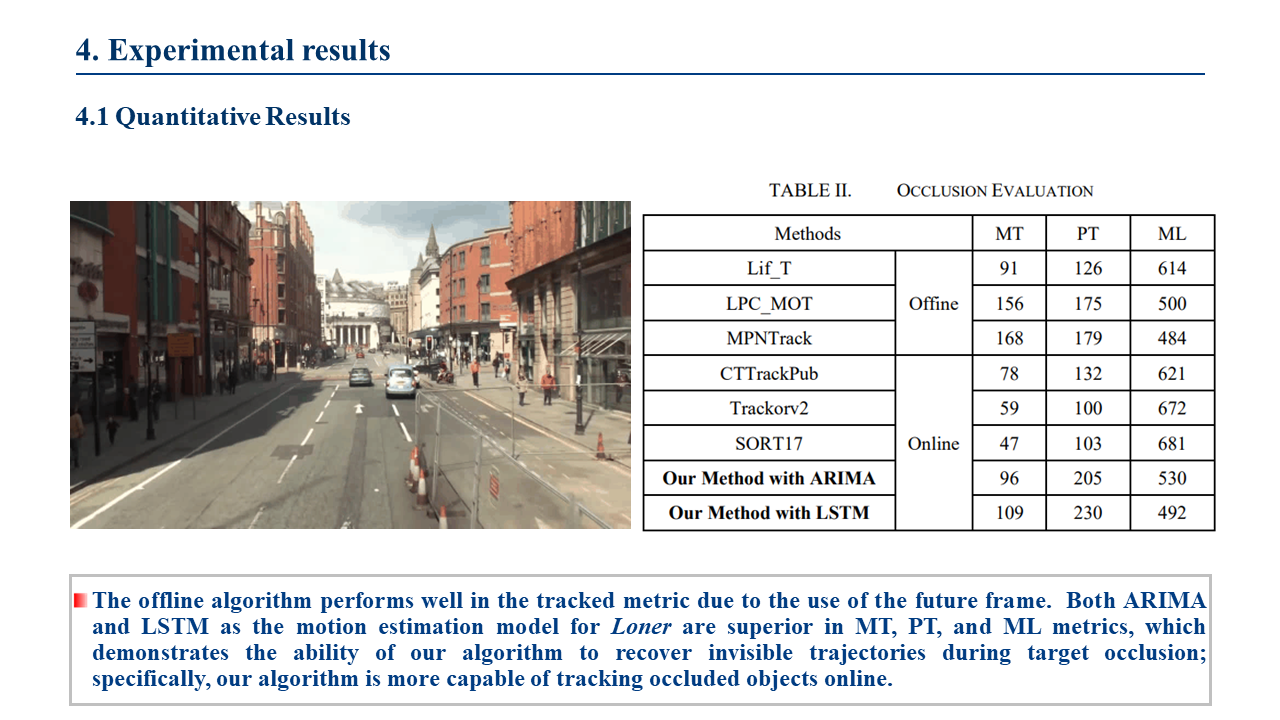 4. Experimental results
4.1 Quantitative Results
TABLE II. OCCLUSION EVALUATION
Methods MT PT ML
Lif_T 91 126 614
LPC_MOT Offine 156 175 500
MPNTrack 168 179 484
CTTrackPub 78 132 621
Trackorv2 59 100 672
SORT17 Online 47 103 681
Our Method with ARIMA 96 205 530
Our Method with LSTM 109 230 492
The offline algorithm performs well in the tracked metric due to the use of the future frame. Both ARIMA
and LSTM as the motion estimation model for Loner are superior in MT, PT, and ML metrics, which
demonstrates the ability of our algorithm to recover invisible trajectories during target occlusion;
specifically, our algorithm is more capable of tracking occluded objects online.